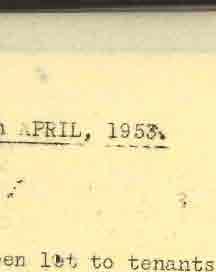 n APRIL, 1953.
en let to tenants